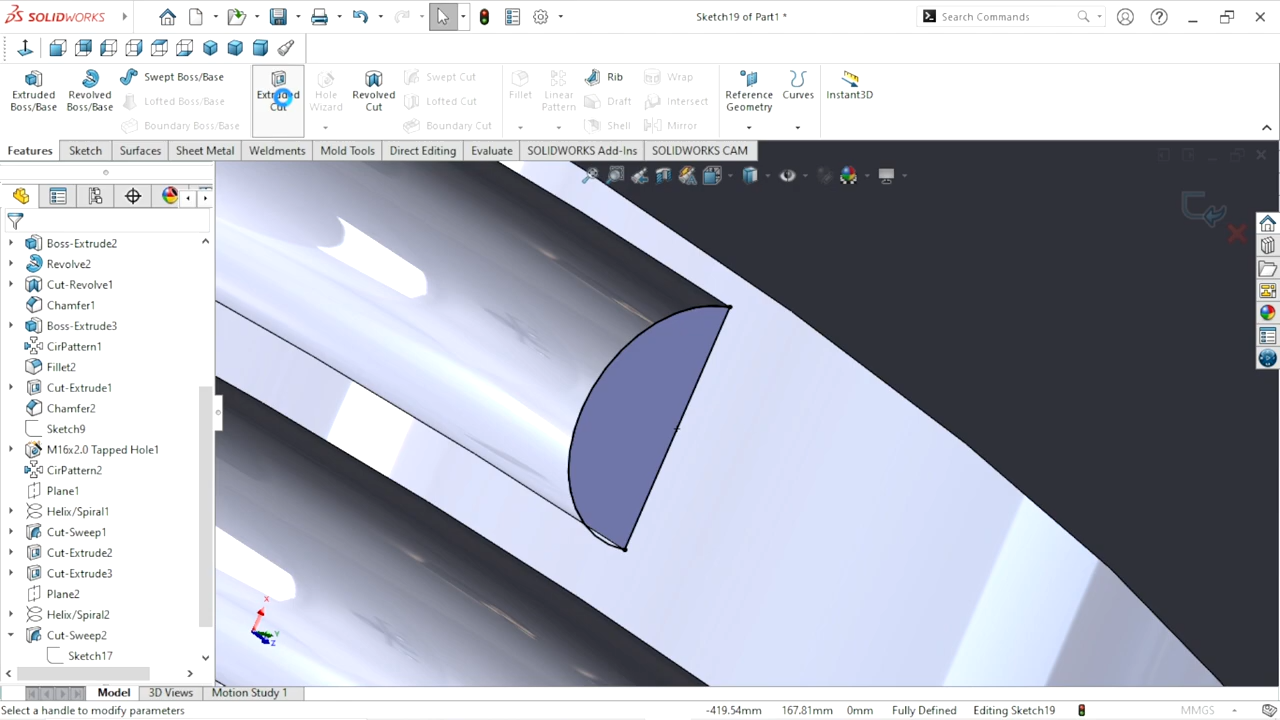 SOLIDWORKS
Sketch19 of Part1 *
Search Commands
Extruded Boss/Base
Revolved Boss/Base
Swept Boss/Base
Lofted Boss/Base
Boundary Boss/Base
Extruded Cut
Hole Wizard
Revolved Cut
Swept Cut
Lofted Cut
Boundary Cut
Fillet
Linear Pattern
Rib
Draft
Shell
Wrap
Intersect
Mirror
Reference Geometry
Curves
Instant3D
Features Sketch Surfaces Sheet Metal Weldments Mold Tools Direct Editing Evaluate SOLIDWORKS Add-Ins SOLIDWORKS CAM
Boss-Extrude2
Revolve2
Cut-Revolve1
Chamfer1
Boss-Extrude3
CirPattern1
Fillet2
Cut-Extrude1
Chamfer2
Sketch9
M16x2.0 Tapped Hole1
CirPattern2
Plane1
Helix/Spiral1
Cut-Sweep1
Cut-Extrude2
Cut-Extrude3
Plane2
Helix/Spiral2
Cut-Sweep2
Sketch17
X
Y
Z
Model 3D Views Motion Study 1
Select a handle to modify parameters -419.54mm 167.81mm 0mm Fully Defined Editing Sketch19 MMGS